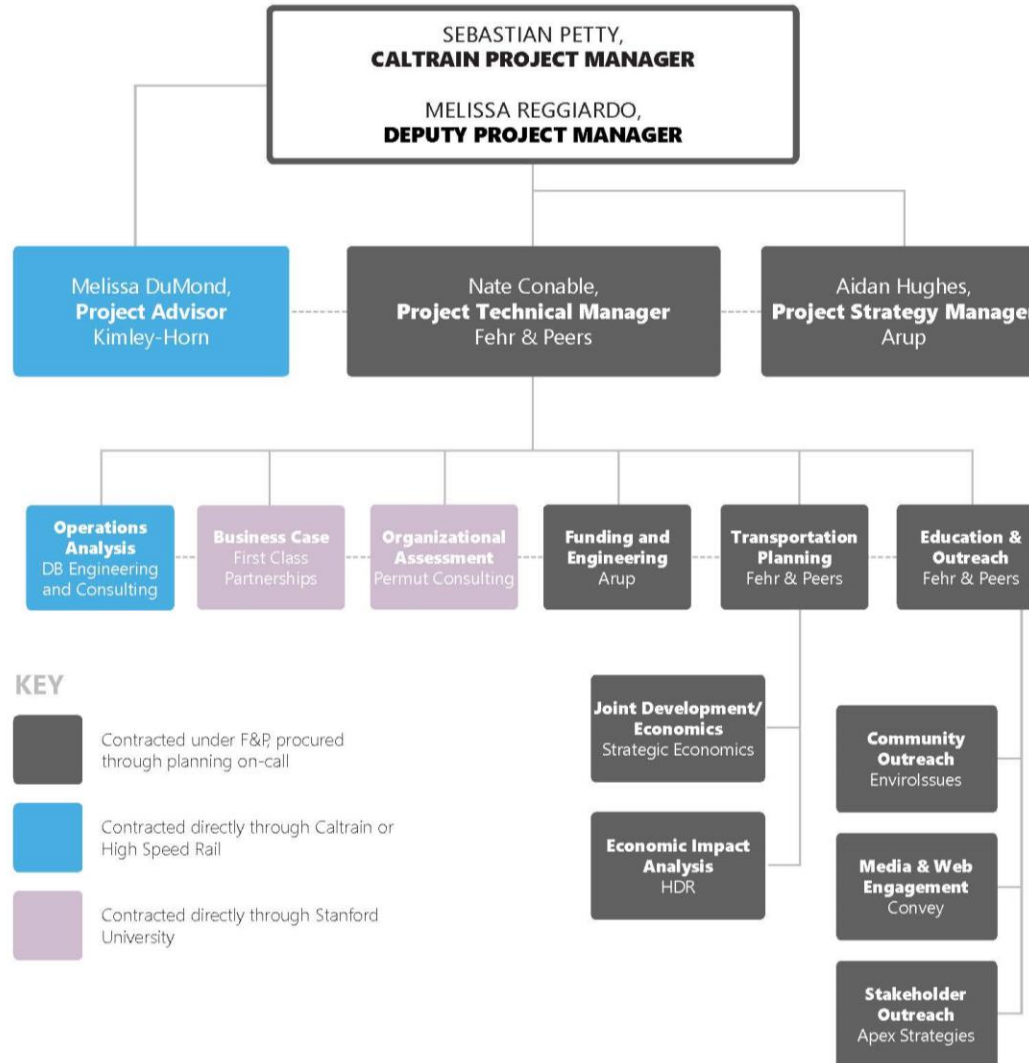 SEBASTIAN PETTY,
CALTRAIN PROJECT MANAGER
MELISSA REGGIARDO,
DEPUTY PROJECT MANAGER
Melissa DuMond,
Project Advisor
Kimley-Horn
Nate Conable,
Project Technical Manager
Fehr & Peers
Aidan Hughes,
Project Strategy Manager
Arup
Operations
Analysis
DB Engineering
and Consulting
Business Case
First Class
Partnerships
Organizational
Assessment
Permut Consulting
Funding and
Engineering
Arup
Transportation
Planning
Fehr & Peers
Education &
Outreach
Fehr & Peers
Joint Development/
Economics
Strategic Economics
Economic Impact
Analysis
HDR
Community
Outreach
EnviroIssues
Media & Web
Engagement
Convey
Stakeholder
Outreach
Apex Strategies
KEY
Contracted under F&P, procured
through planning on-call
Contracted directly through Caltrain or
High Speed Rail
Contracted directly through Stanford
University